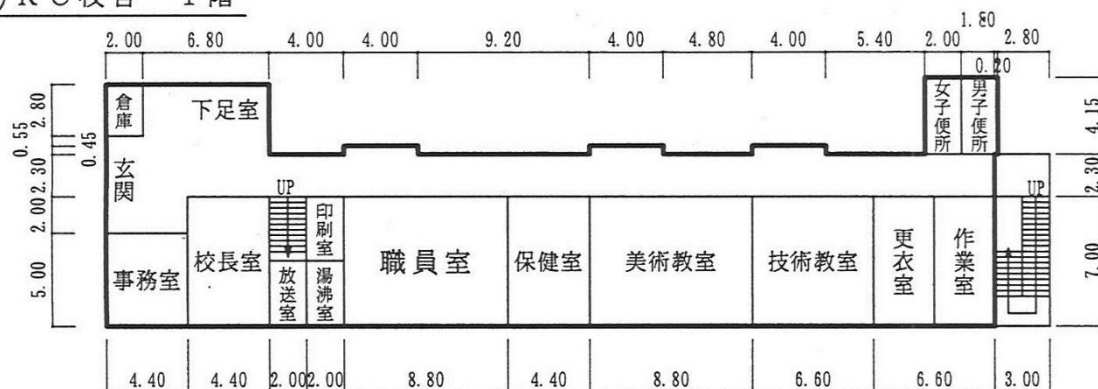 RC校舎 1階
1.80
2.00 6.80 4.00 4.00 9.20 4.00 4.80 4.00 5.40 2.00 2.80
0.20
倉庫
下足室
女子便所
男子便所
2.80
0.55
0.45
4.15
玄関
2.30
2.30
UP
UP
2.00
印刷室
校長室
職員室
保健室
美術教室
技術教室
更衣室
作業室
7.00
事務室
放送室
湯沸室
5.00
4.40 4.40 2.00 2.00 8.80 4.40 8.80 6.60 6.60 3.00